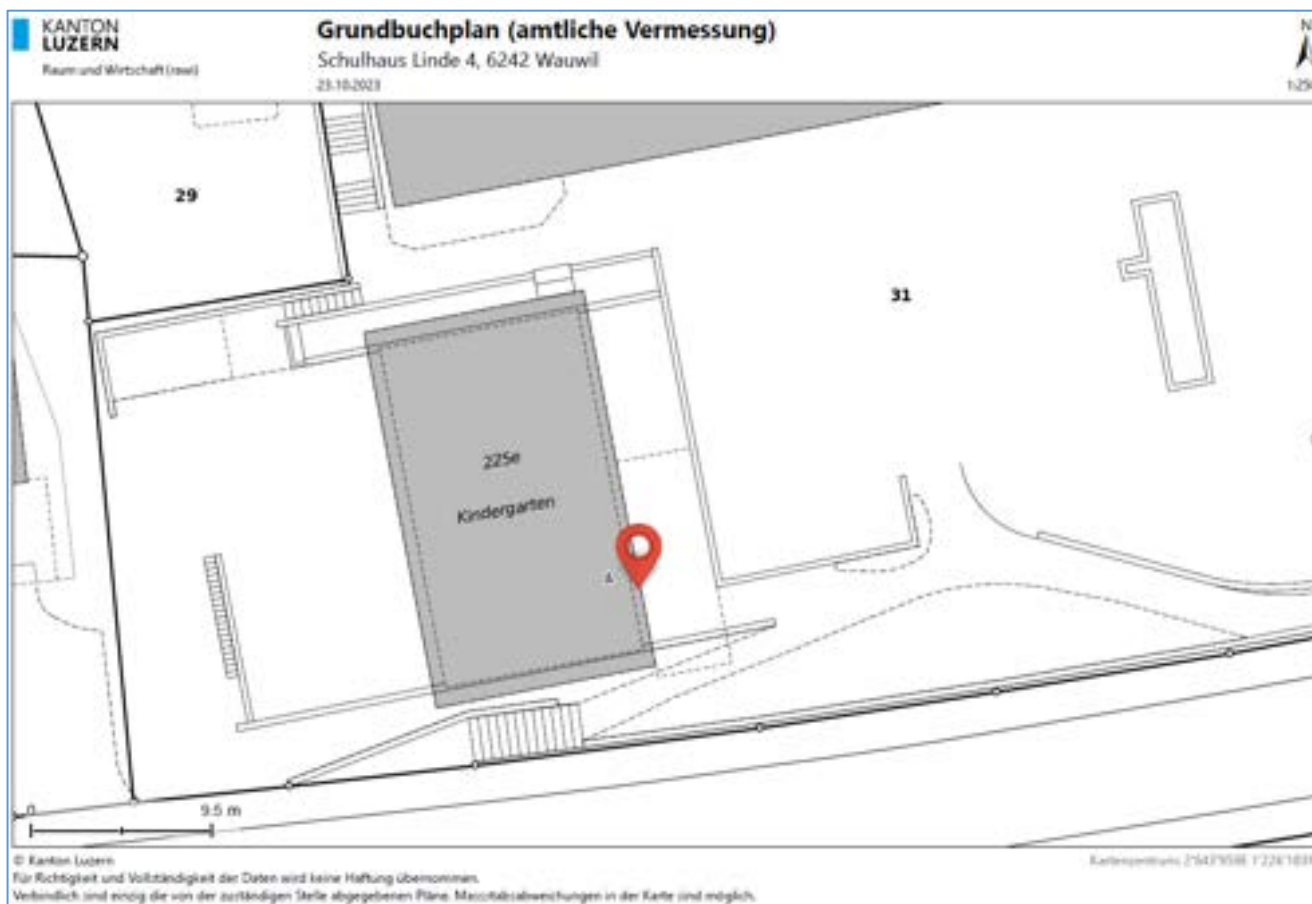 KANTON
LUZERN
Raum und Wirtschaft (rawi)
Grundbuchplan (amtliche Vermessung)
Schulhaus Linde 4, 6242 Wauwil
23.10.2023
N
29
31
225e
Kindergarten
4
0
9.5 m
© Kanton Luzern
Für Richtigkeit und Vollständigkeit der Daten wird keine Haftung übernommen.
Verbindlich sind einzig die von der zuständigen Stelle abgegebenen Pläne. Massstabsabweichungen in der Karte sind möglich.
Kartenzentrum: